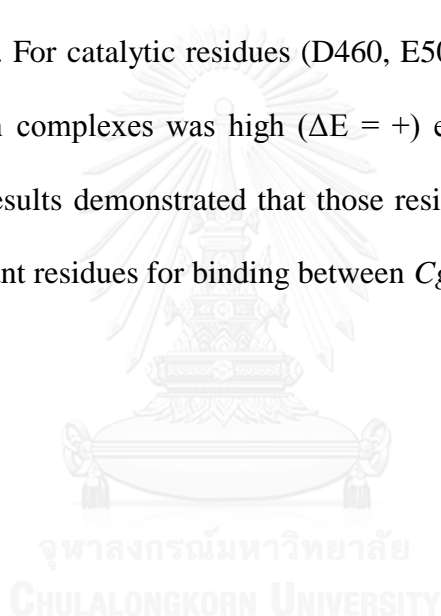 . For catalytic residues (D460, E50
complexes was high (ΔE = +) e
esults demonstrated that those resi
ant residues for binding between Cg
จุฬาลงกรณ์มหาวิทยาลัย
CHULALONGKORN UNIVERSITY